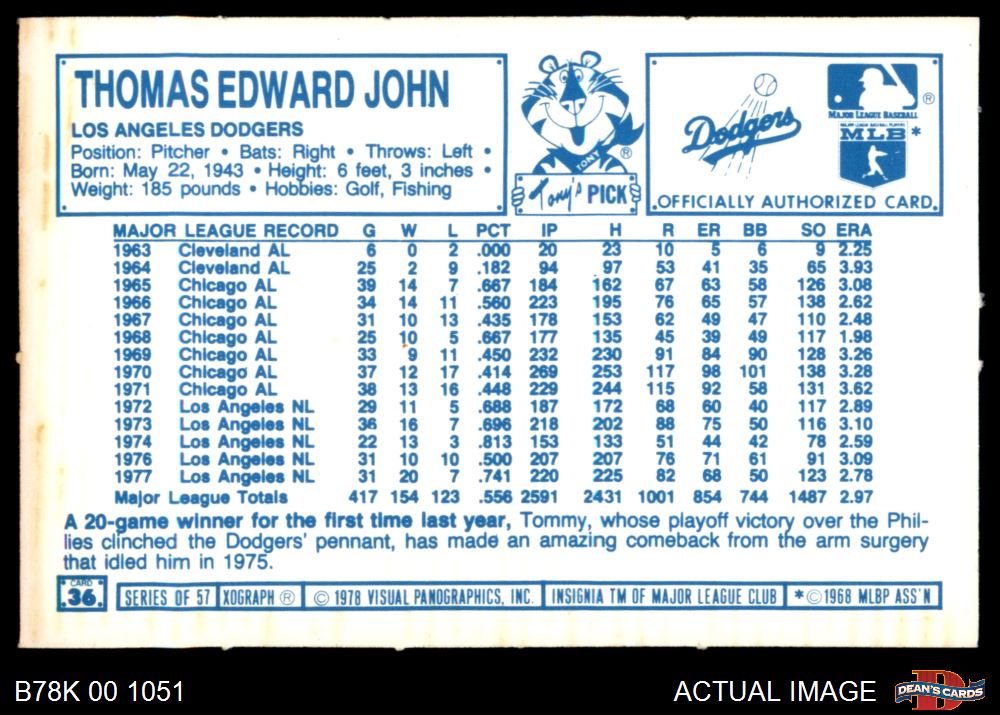 THOMAS EDWARD JOHN
LOS ANGELES DODGERS
Position: Pitcher • Bats: Right • Throws: Left •
Born: May 22, 1943 • Height: 6 feet, 3 inches •
Weight: 185 pounds • Hobbies: Golf, Fishing
TONY ®
Tony's PICK
Dodgers
® MAJOR LEAGUE BASEBALL
MAJOR LEAGUE BASEBALL PLAYERS
MLB*
OFFICIALLY AUTHORIZED CARD
MAJOR LEAGUE RECORD G W L PCT IP H R ER BB SO ERA
1963 Cleveland AL 6 0 2 .000 20 23 10 5 6 9 2.25
1964 Cleveland AL 25 2 9 .182 94 97 53 41 35 65 3.93
1965 Chicago AL 39 14 7 .667 184 162 67 63 58 126 3.08
1966 Chicago AL 34 14 11 .560 223 195 76 65 57 138 2.62
1967 Chicago AL 31 10 13 .435 178 153 62 49 47 110 2.48
1968 Chicago AL 25 10 5 .667 177 135 45 39 49 117 1.98
1969 Chicago AL 33 9 11 .450 232 230 91 84 90 128 3.26
1970 Chicago AL 37 12 17 .414 269 253 117 98 101 138 3.28
1971 Chicago AL 38 13 16 .448 229 244 115 92 58 131 3.62
1972 Los Angeles NL 29 11 5 .688 187 172 68 60 40 117 2.89
1973 Los Angeles NL 36 16 7 .696 218 202 88 75 50 116 3.10
1974 Los Angeles NL 22 13 3 .813 153 133 51 44 42 78 2.59
1976 Los Angeles NL 31 10 10 .500 207 207 76 71 61 91 3.09
1977 Los Angeles NL 31 20 7 .741 220 225 82 68 50 123 2.78
Major League Totals 417 154 123 .556 2591 2431 1001 854 744 1487 2.97
A 20-game winner for the first time last year, Tommy, whose playoff victory over the Phil-
lies clinched the Dodgers' pennant, has made an amazing comeback from the arm surgery
that idled him in 1975.
CARD
36
SERIES OF 57 XOGRAPH ® © 1978 VISUAL PANOGRAPHICS, INC. INSIGNIA TM OF MAJOR LEAGUE CLUB *©1968 MLBP ASS'N
B78K 00 1051 ACTUAL IMAGE DEAN'S CARDS